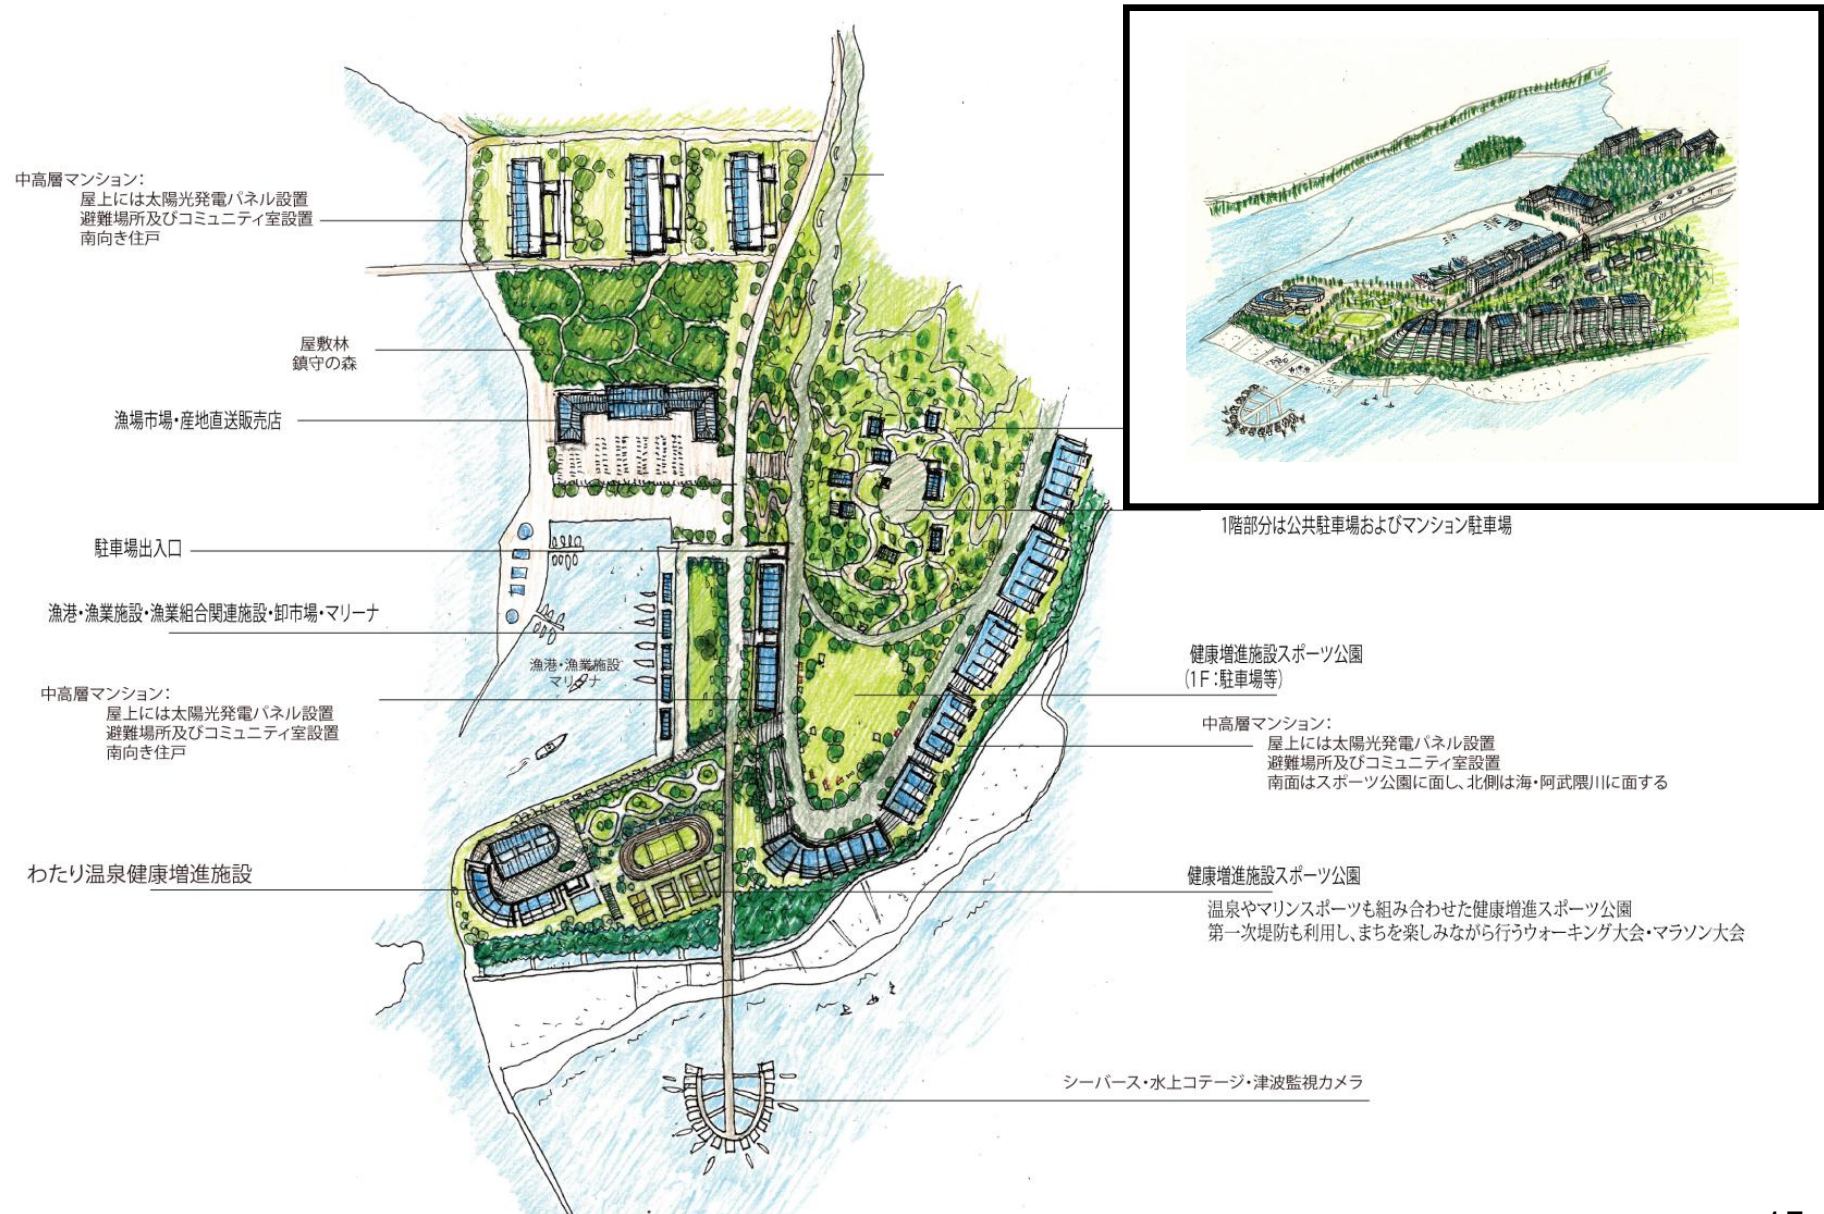 中高層マンション：
屋上には太陽光発電パネル設置
避難場所及びコミュニティ室設置
南向き住戸
屋敷林
鎮守の森
漁場市場・産地直送販売店
駐車場出入口
漁港・漁業施設・漁業組合関連施設・卸市場・マリーナ
漁港・漁業施設
マリーナ
中高層マンション：
屋上には太陽光発電パネル設置
避難場所及びコミュニティ室設置
南向き住戸
わたり温泉健康増進施設
1階部分は公共駐車場およびマンション駐車場
健康増進施設スポーツ公園
（1F：駐車場等）
中高層マンション：
屋上には太陽光発電パネル設置
避難場所及びコミュニティ室設置
南面はスポーツ公園に面し、北側は海・阿武隈川に面する
健康増進施設スポーツ公園
温泉やマリンスポーツも組み合わせた健康増進スポーツ公園
第一次堤防も利用し、まちを楽しみながら行うウォーキング大会・マラソン大会
シーバース・水上コテージ・津波監視カメラ